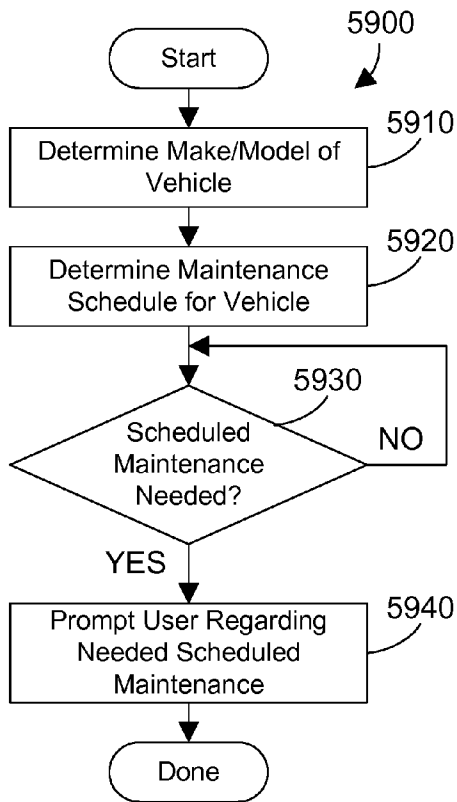 5900
Start
5910
Determine Make/Model of
Vehicle
5920
Determine Maintenance
Schedule for Vehicle
5930
Scheduled
Maintenance
Needed?
NO
YES
5940
Prompt User Regarding
Needed Scheduled
Maintenance
Done